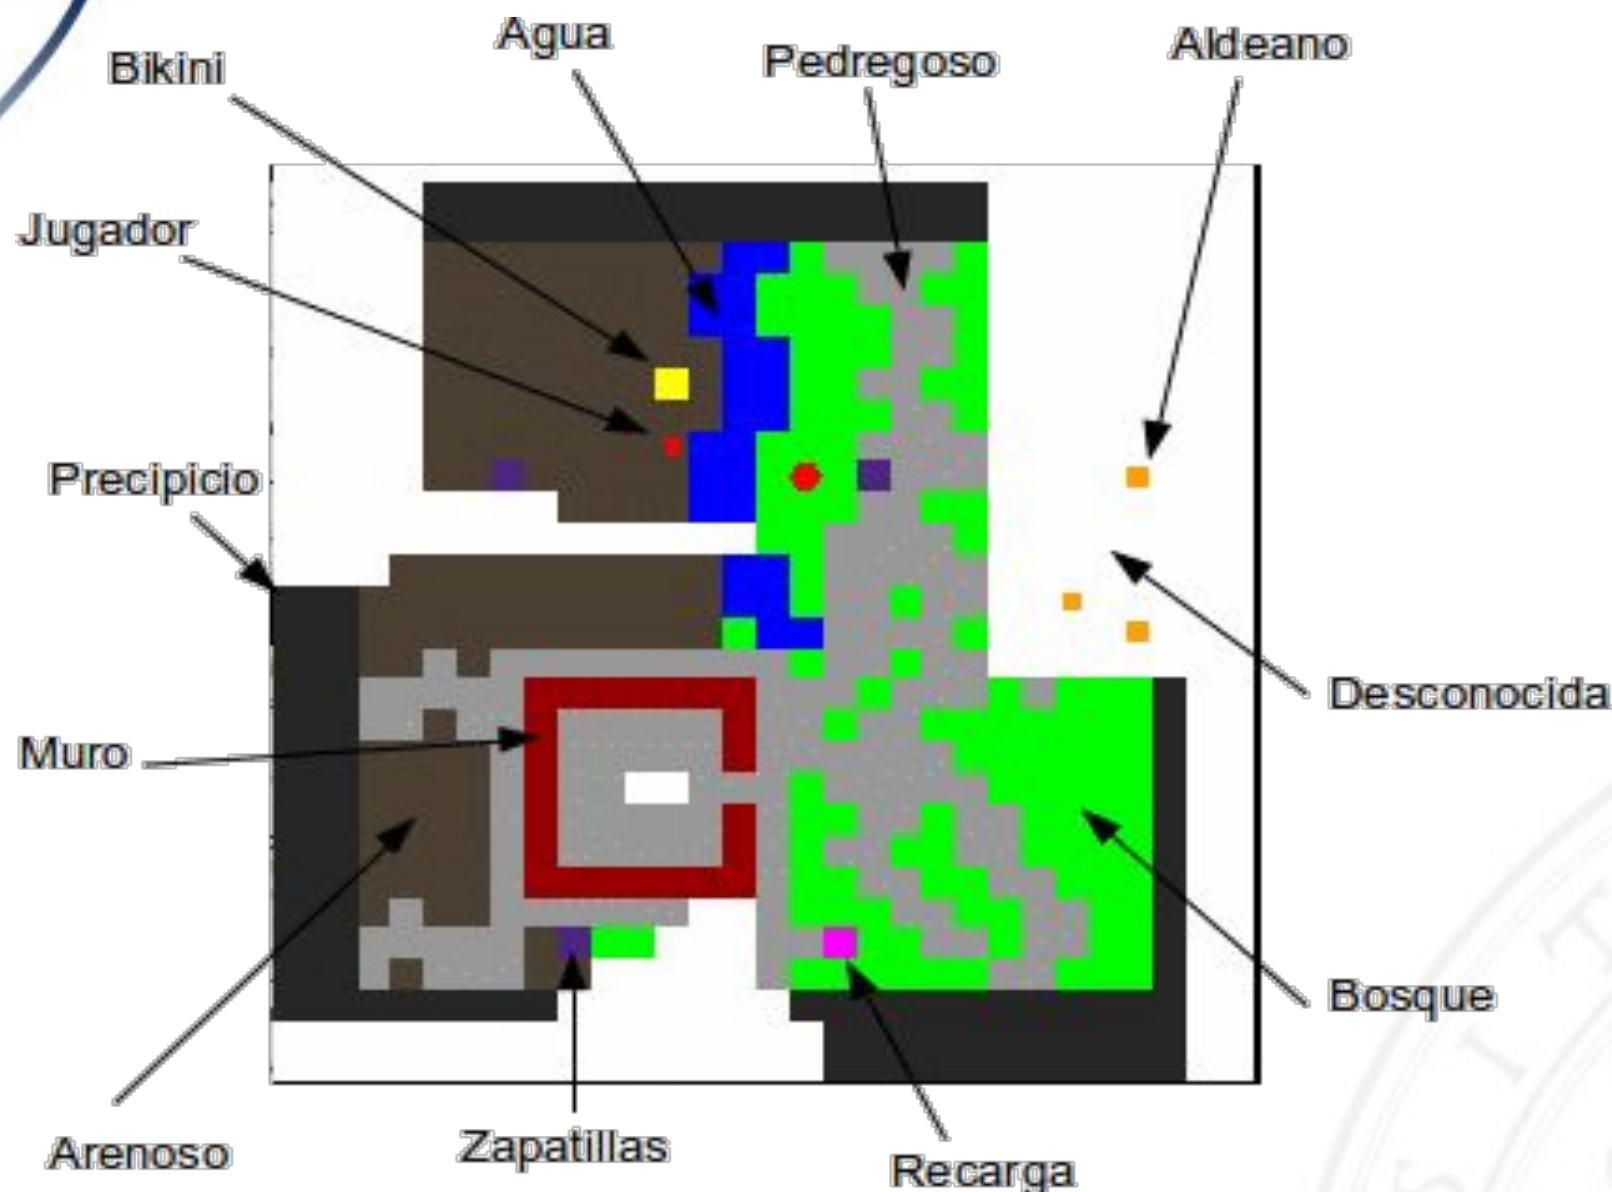 Agua
Aldeano
Pedregoso
Bikini
Jugador
Precipicio
Desconocida
Muro
Bosque
Zapatillas
Arenoso
Recarga
S I T